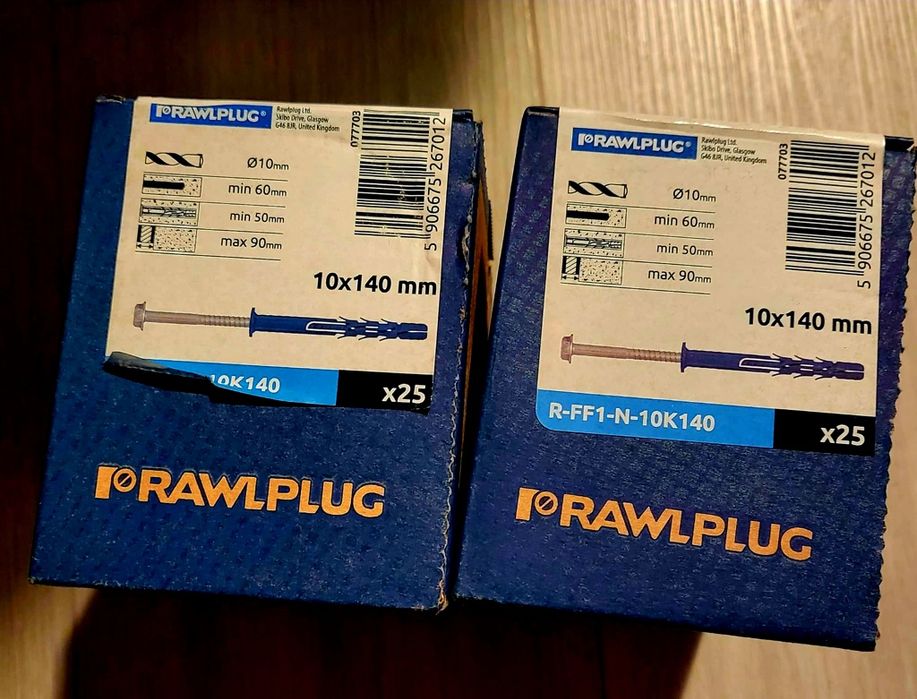 RAWLPLUG®
Rawlplug Ltd.
Skibo Drive, Glasgow
G46 8JR, United Kingdom
077703
5 906675 267012
Ø10mm
min 60mm
min 50mm
max 90mm
10x140 mm
10K140
x25
RAWLPLUG
RAWLPLUG®
Rawlplug Ltd.
Skibo Drive, Glasgow
G46 8JR, United Kingdom
077703
5 906675 267012
Ø10mm
min 60mm
min 50mm
max 90mm
10x140 mm
R-FF1-N-10K140
x25
RAWLPLUG